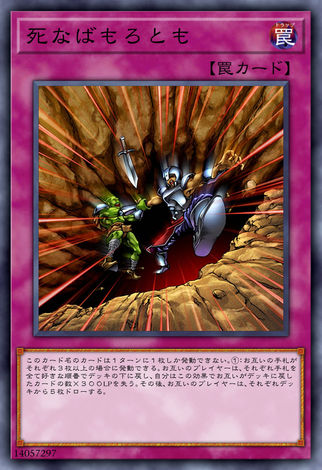 死なばもろとも
トラップ
罠
【罠カード】
このカード名のカードは1ターンに1枚しか発動できない。①：お互いの手札が
それぞれ3枚以上の場合に発動できる。お互いのプレイヤーは、それぞれ手札を
全て好きな順番でデッキの下に戻し、自分はこの効果でお互いがデッキに戻し
たカードの数×300LPを失う。その後、お互いのプレイヤーは、それぞれデッ
キから5枚ドローする。
14057297